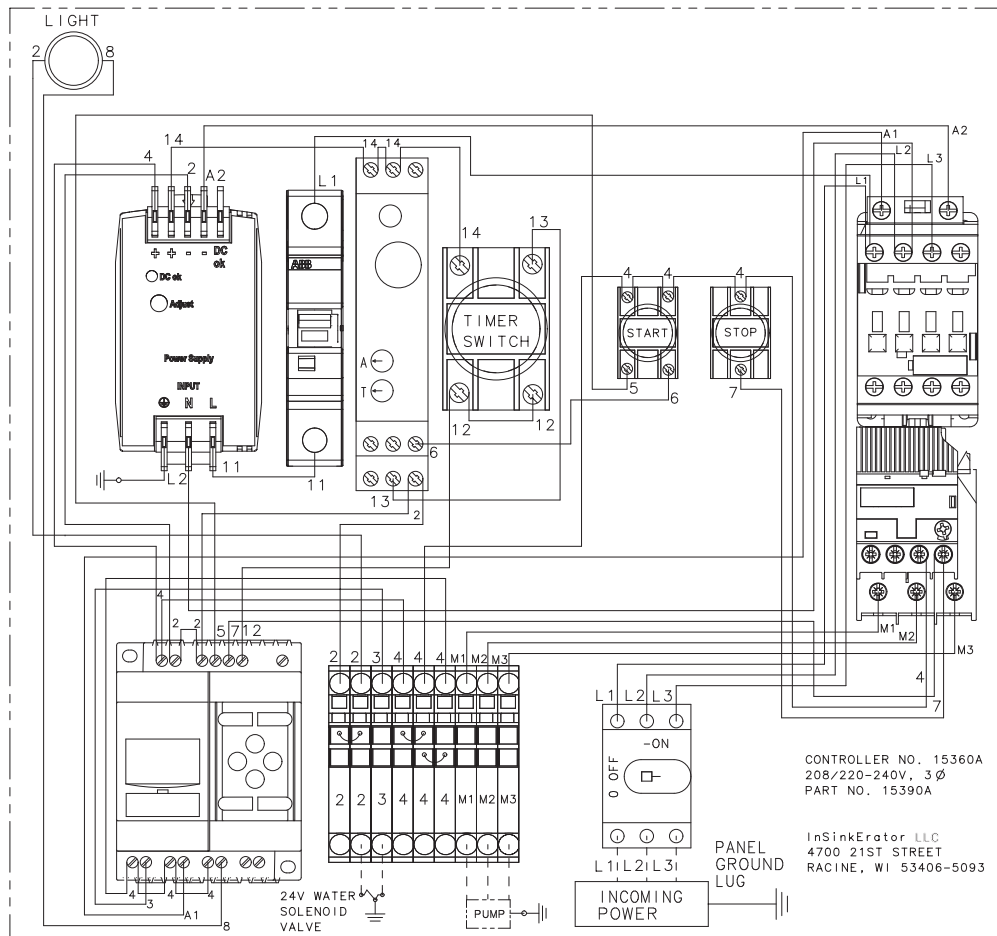 LIGHT
2 8
14
4 2 A2
+ + - - DC ok
DC ok
Adjust
Power Supply
INPUT
N L
L2 11
L1
ABB
11
14 14
A
T
6
13
2
14 13
TIMER
SWITCH
12 12
4 4 4
START STOP
5 6 7
A1 A2
L1 L2 L3
M1
M2
M3
4
7
4
2 2 5 7 12
2 2 3 4 4 4 M1 M2 M3
2 2 3 4 4 4 M1 M2 M3
L1 L2 L3
-ON
O OFF
L1 L2 L3
CONTROLLER NO. 15360A
208/220-240V, 3Ø
PART NO. 15390A
InSinkErator LLC
4700 21ST STREET
RACINE, WI 53406-5093
PANEL
GROUND
LUG
INCOMING
POWER
PUMP
24V WATER
SOLENOID
VALVE
4 4 4
3
A1
8